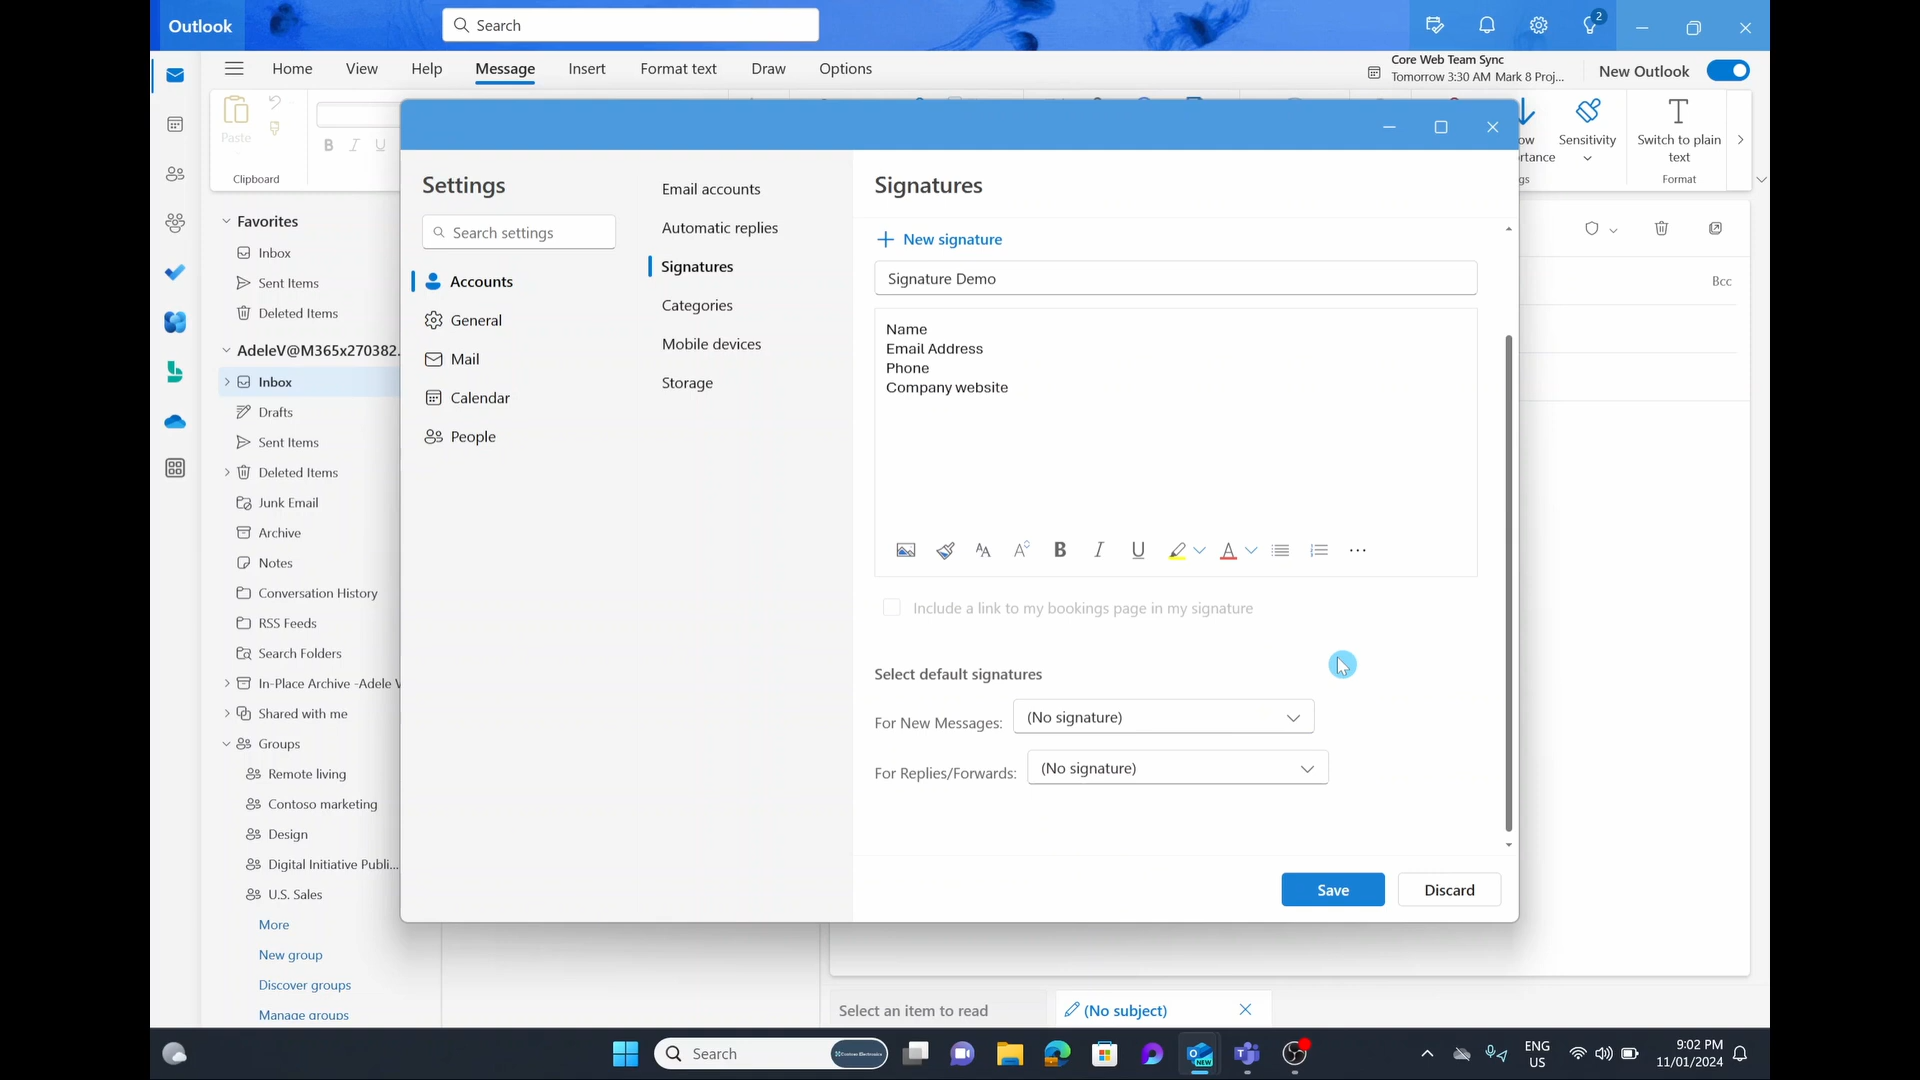 Outlook
Search
2
Home View Help Message Insert Format text Draw Options
Core Web Team Sync
Tomorrow 3:30 AM Mark 8 Proj...
New Outlook
Paste
B I U
Clipboard
Sensitivity
Switch to plain
text
Format
Favorites
Inbox
Sent Items
Deleted Items
AdeleV@M365x270382.
Inbox
Drafts
Sent Items
Deleted Items
Junk Email
Archive
Notes
Conversation History
RSS Feeds
Search Folders
In-Place Archive -Adele V
Shared with me
Groups
Remote living
Contoso marketing
Design
Digital Initiative Publi...
U.S. Sales
More
New group
Discover groups
Manage groups
Settings
Search settings
Accounts
General
Mail
Calendar
People
Email accounts
Automatic replies
Signatures
Categories
Mobile devices
Storage
Signatures
New signature
Signature Demo
Name
Email Address
Phone
Company website
B I U
Include a link to my bookings page in my signature
Select default signatures
For New Messages: (No signature)
For Replies/Forwards: (No signature)
Save Discard
Bcc
Select an item to read
(No subject)
Search
ENG
US
9:02 PM
11/01/2024